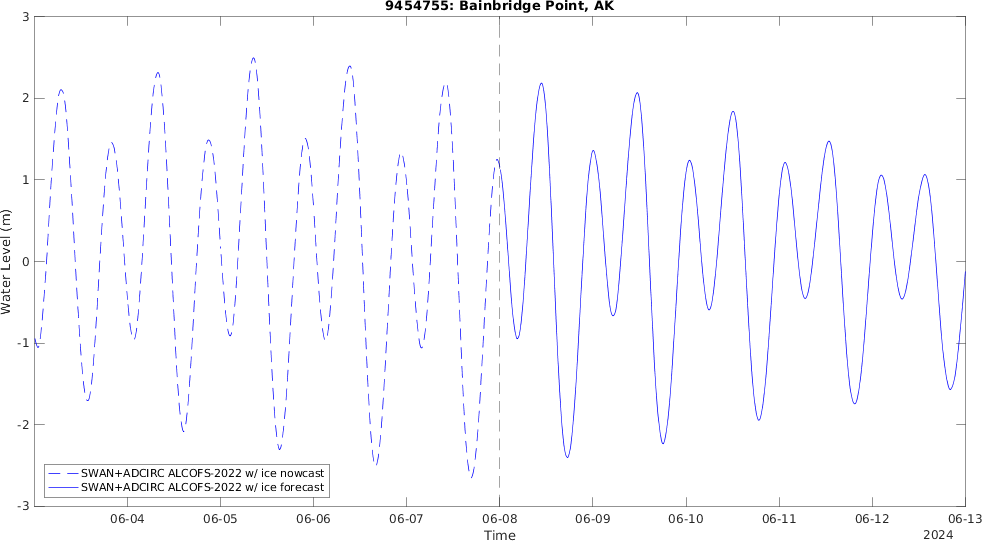 9454755: Bainbridge Point, AK
3
2
1
0
-1
-2
-3
Water Level (m)
SWAN+ADCIRC ALCOFS-2022 w/ ice nowcast
SWAN+ADCIRC ALCOFS-2022 w/ ice forecast
06-04 06-05 06-06 06-07 06-08 06-09 06-10 06-11 06-12 06-13
Time
2024